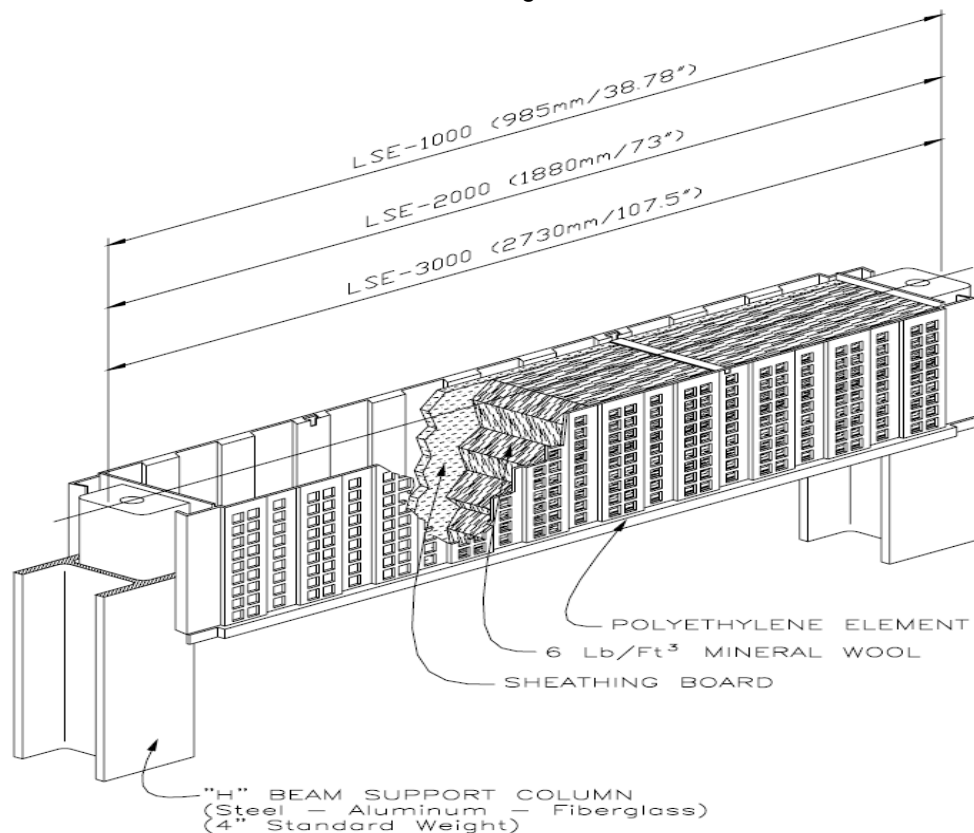 LSE-1000 (985mm/38.78")
LSE-2000 (1880mm/73")
LSE-3000 (2730mm/107.5")
POLYETHYLENE ELEMENT
6 Lb/Ft³ MINERAL WOOL
SHEATHING BOARD
"H" BEAM SUPPORT COLUMN
(Steel – Aluminum – Fiberglass)
(4" Standard Weight)